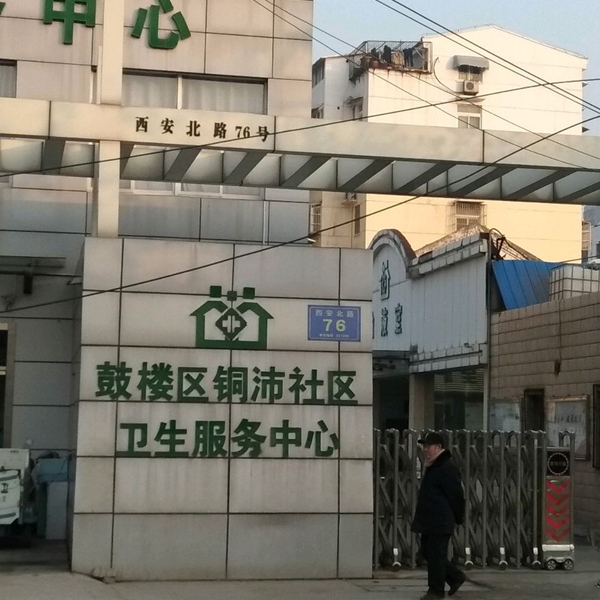 中心
西安北路76号
西安北路
76
鼓楼区铜沛社区
卫生服务中心